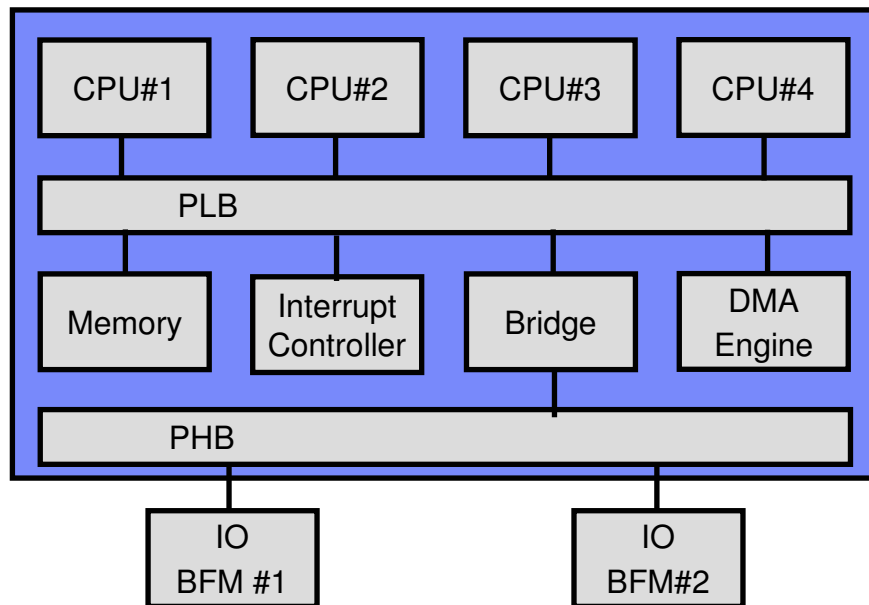 CPU#1
CPU#2
CPU#3
CPU#4
PLB
Memory
Interrupt
Controller
Bridge
DMA
Engine
PHB
IO
BFM #1
IO
BFM#2